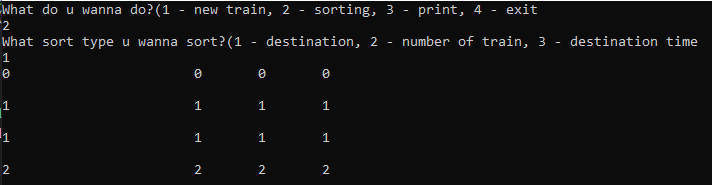 What do u wanna do?(1 - new train, 2 - sorting, 3 - print, 4 - exit
2
What sort type u wanna sort?(1 - destination, 2 - number of train, 3 - destination time
1
0 0 0 0
1 1 1 1
1 1 1 1
2 2 2 2